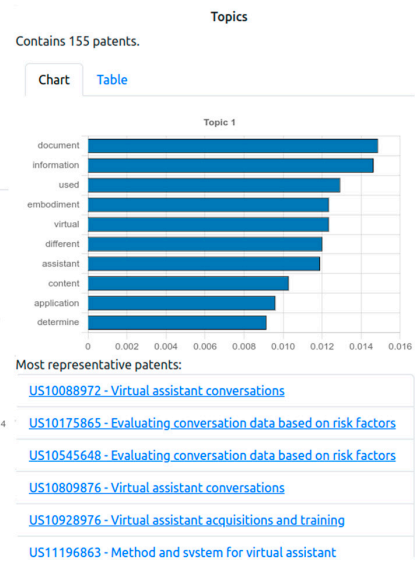 Topics
Contains 155 patents.
Chart Table
Topic 1
document
information
used
embodiment
virtual
different
assistant
content
application
determine
0 0.002 0.004 0.006 0.008 0.010 0.012 0.014 0.016
Most representative patents:
US10088972 - Virtual assistant conversations
4 US10175865 - Evaluating conversation data based on risk factors
US10545648 - Evaluating conversation data based on risk factors
US10809876 - Virtual assistant conversations
US10928976 - Virtual assistant acquisitions and training
US11196863 - Method and system for virtual assistant